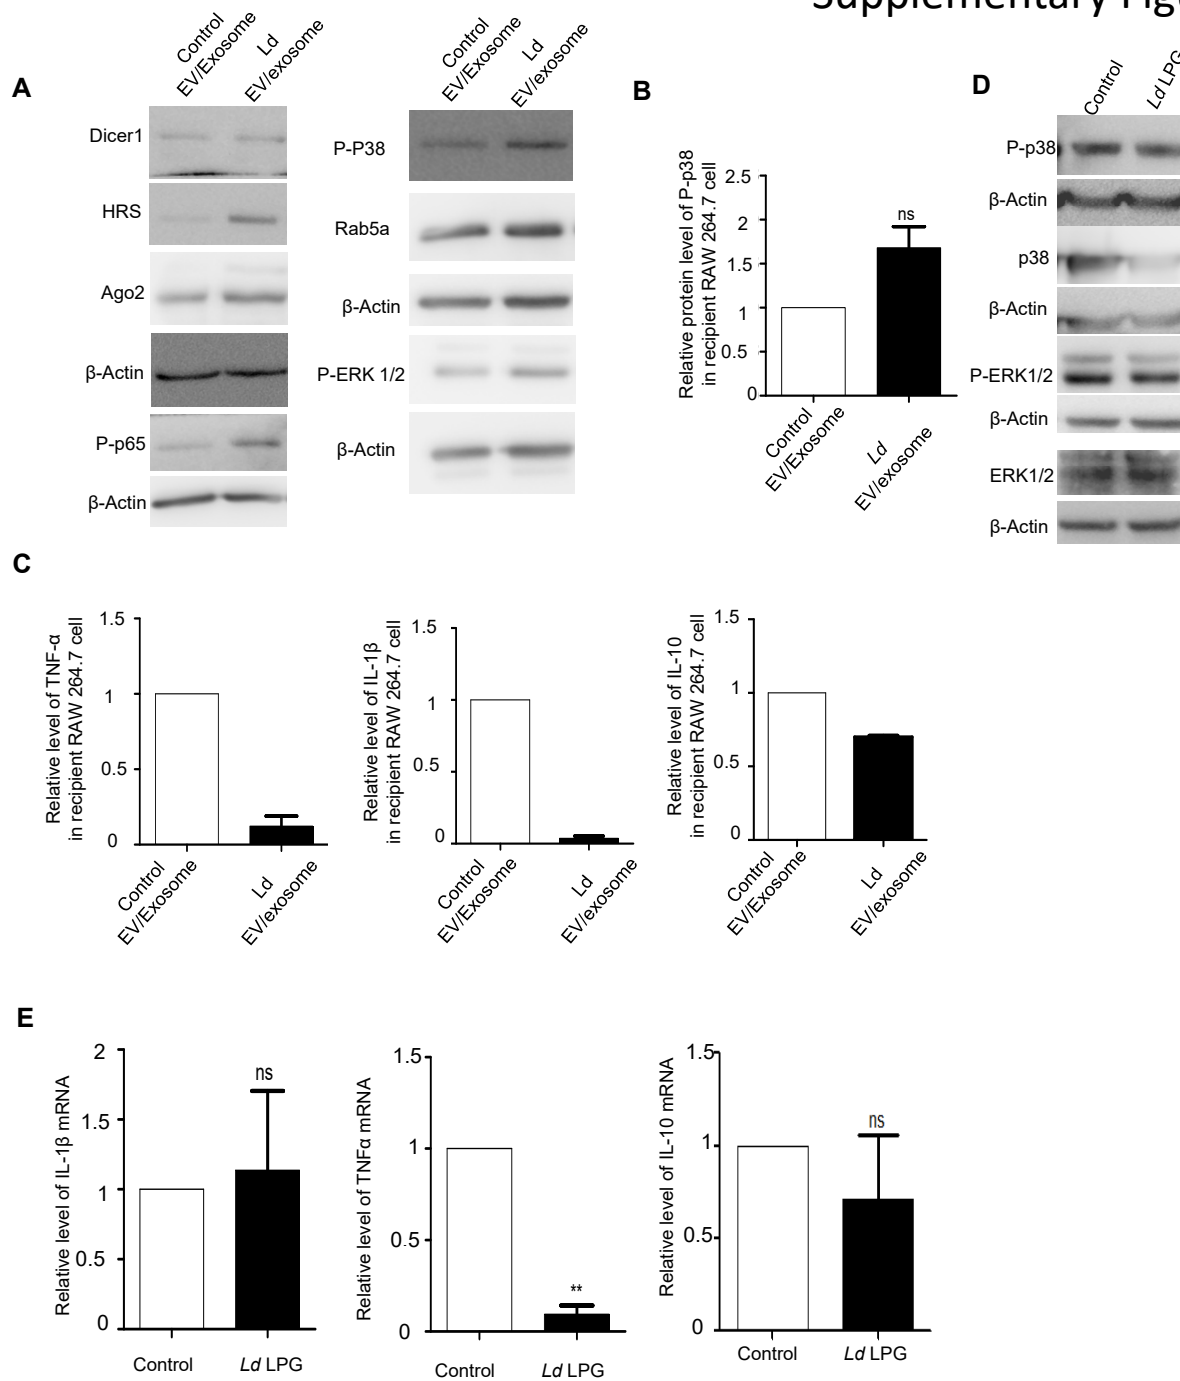 Supplementary Figu
A
Control
EV/Exosome
Ld
EV/exosome
Dicer1
HRS
Ago2
β-Actin
P-p65
β-Actin
Control
EV/Exosome
Ld
EV/exosome
P-P38
Rab5a
β-Actin
P-ERK 1/2
β-Actin
B
Relative protein level of P-p38
in recipient RAW 264.7 cell
2.5
2
1.5
1
0.5
0
ns
Control
EV/Exosome
Ld
EV/exosome
D
Control
Ld LPG
P-p38
β-Actin
p38
β-Actin
P-ERK1/2
β-Actin
ERK1/2
β-Actin
C
Relative level of TNF-α
in recipient RAW 264.7 cell
1.5
1
0.5
0
Control
EV/Exosome
Ld
EV/exosome
Relative level of IL-1β
in recipient RAW 264.7 cell
1.5
1
0.5
0
Control
EV/Exosome
Ld
EV/exosome
Relative level of IL-10
in recipient RAW 264.7 cell
1.5
1
0.5
0
Control
EV/Exosome
Ld
EV/exosome
E
Relative level of IL-1β mRNA
2
1.5
1
0.5
0
ns
Control
Ld LPG
Relative level of TNFα mRNA
1.5
1
0.5
0
**
Control
Ld LPG
Relative level of IL-10 mRNA
1.5
1
0.5
0
ns
Control
Ld LPG